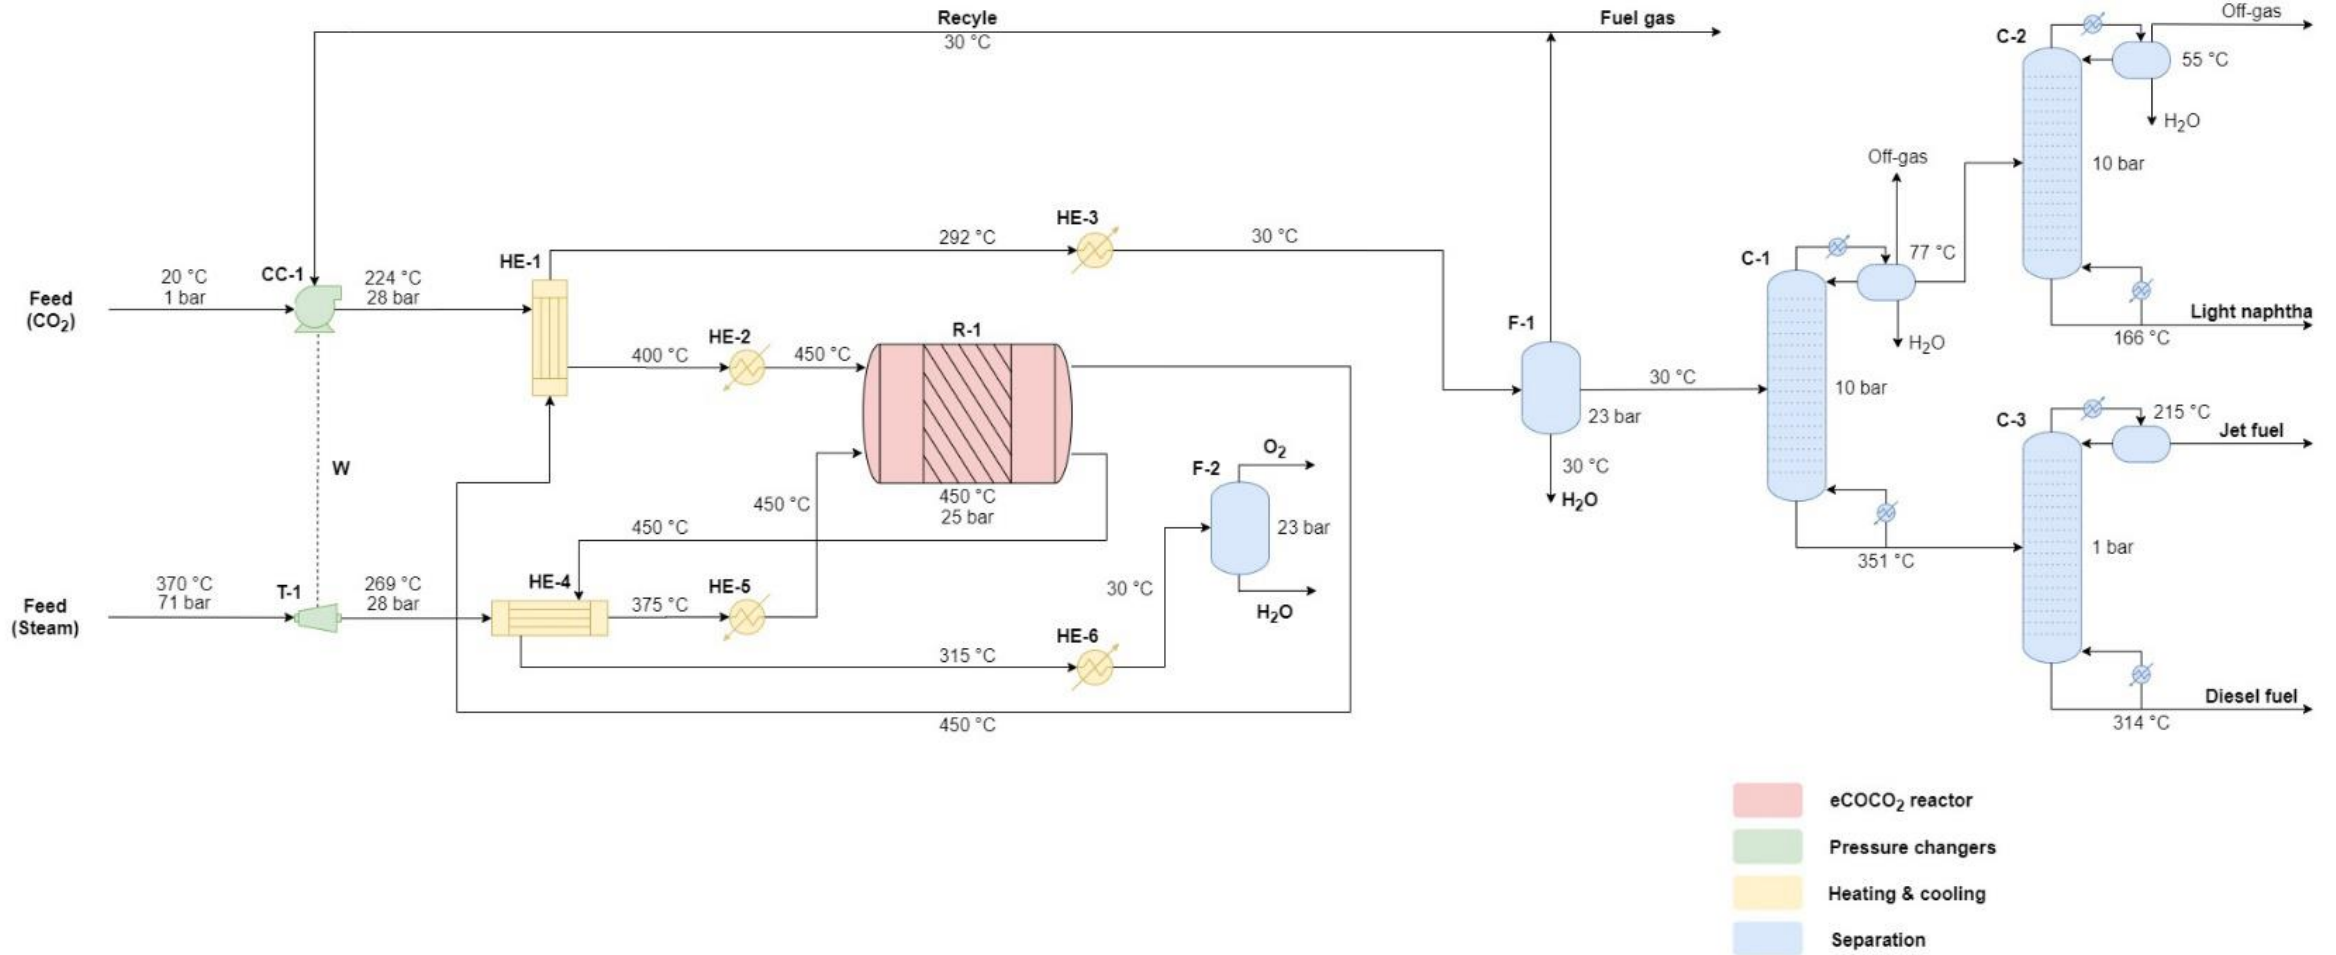 Recyle
30 °C
Fuel gas
Off-gas
C-2
55 °C
H₂O
10 bar
Off-gas
HE-3
292 °C
30 °C
C-1
77 °C
HE-1
20 °C
1 bar
CC-1
224 °C
28 bar
Feed
(CO₂)
Light naphtha
166 °C
H₂O
F-1
R-1
HE-2
400 °C
450 °C
30 °C
10 bar
23 bar
C-3
215 °C
Jet fuel
W
O₂
F-2
30 °C
H₂O
450 °C
25 bar
450 °C
450 °C
23 bar
1 bar
351 °C
370 °C
71 bar
T-1
269 °C
28 bar
HE-4
375 °C
HE-5
30 °C
H₂O
Feed
(Steam)
HE-6
315 °C
450 °C
Diesel fuel
314 °C
eCOCO₂ reactor
Pressure changers
Heating & cooling
Separation